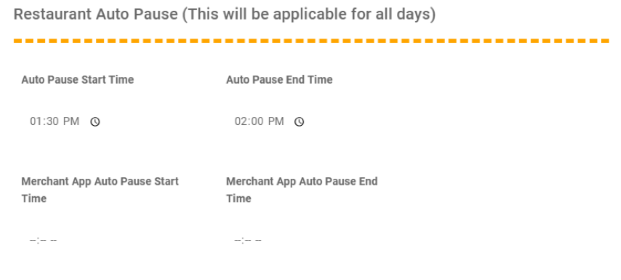 Restaurant Auto Pause (This will be applicable for all days)
Auto Pause Start Time
Auto Pause End Time
01:30 PM
02:00 PM
Merchant App Auto Pause Start
Time
Merchant App Auto Pause End
Time
--:-- --
--:-- --